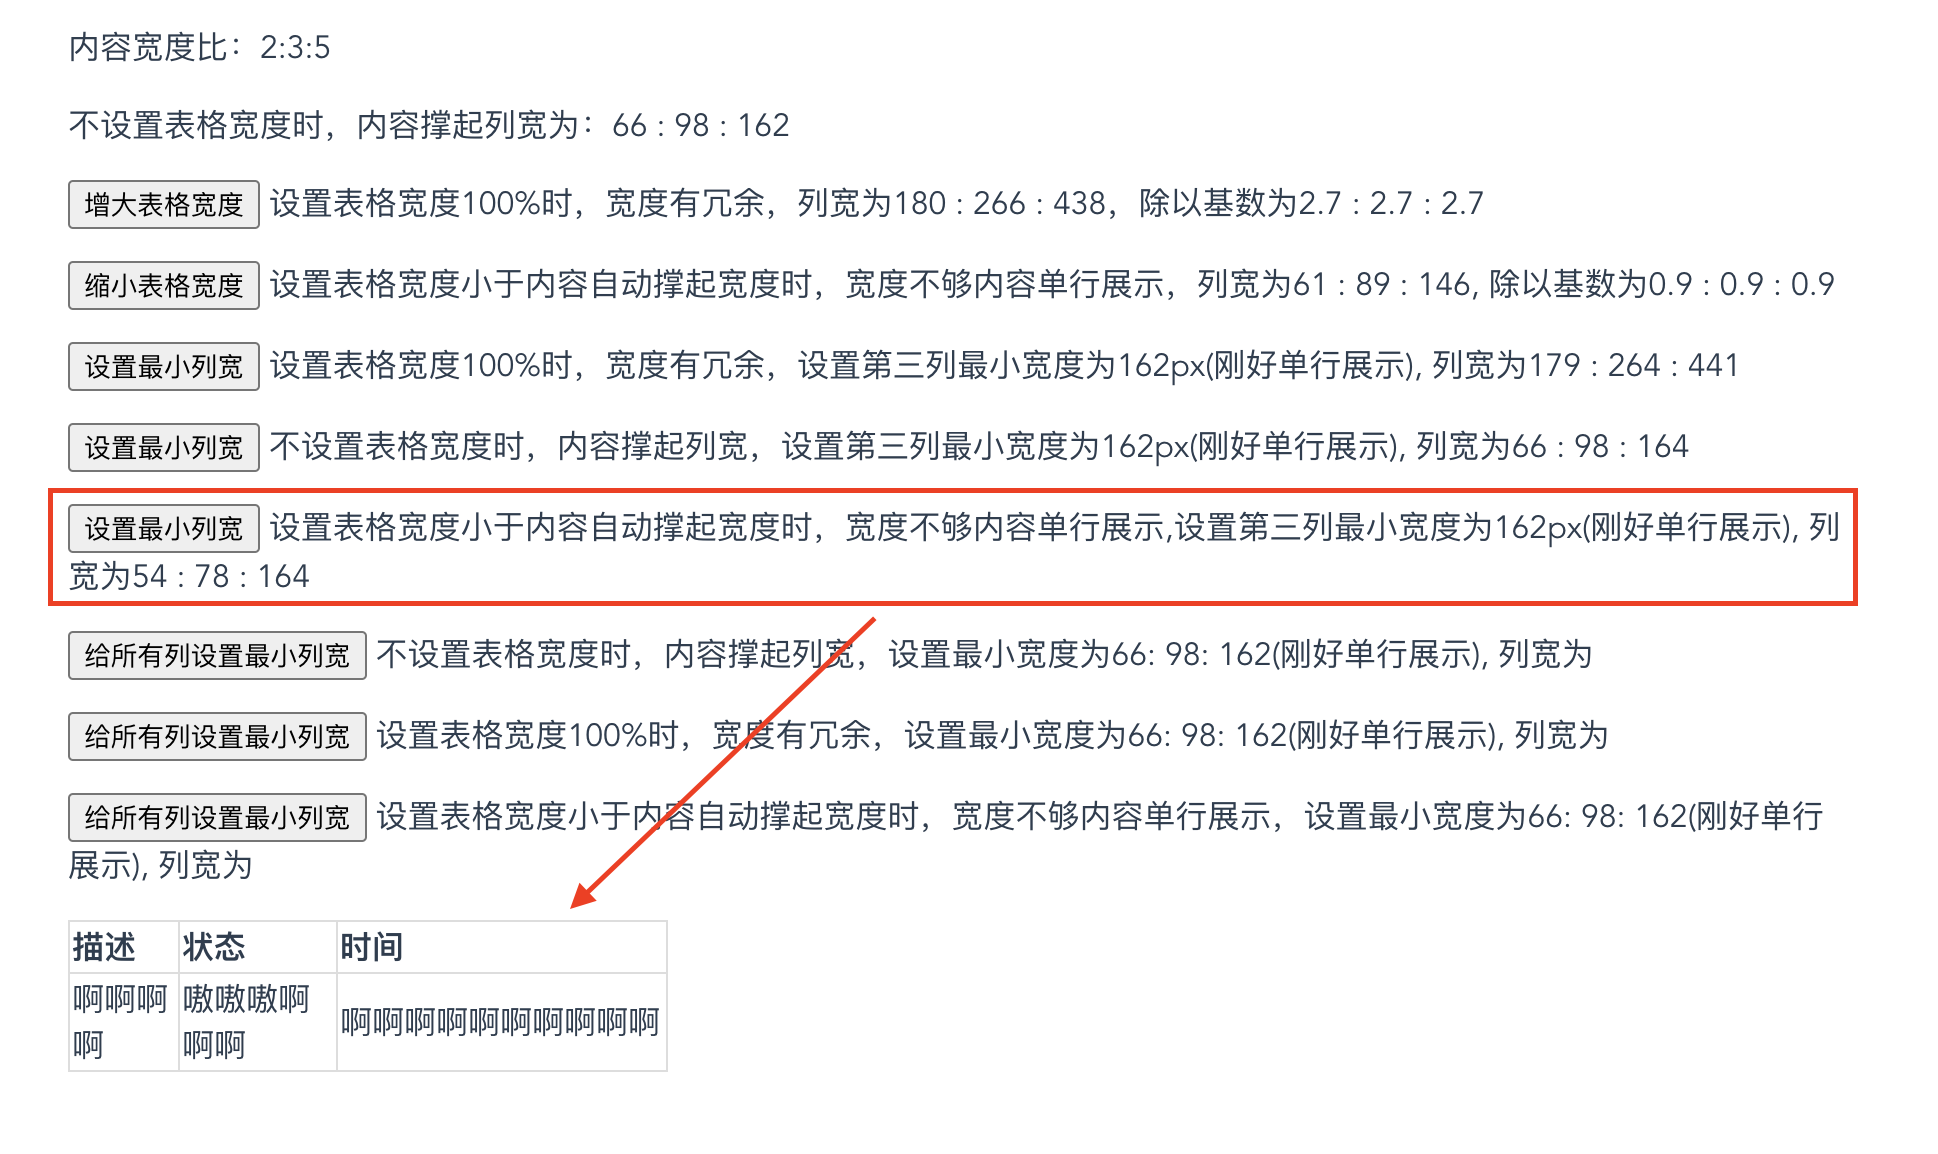 内容宽度比：2:3:5
不设置表格宽度时，内容撑起列宽为：66 : 98 : 162
增大表格宽度 设置表格宽度100%时，宽度有冗余，列宽为180 : 266 : 438，除以基数为2.7 : 2.7 : 2.7
缩小表格宽度 设置表格宽度小于内容自动撑起宽度时，宽度不够内容单行展示，列宽为61 : 89 : 146, 除以基数为0.9 : 0.9 : 0.9
设置最小列宽 设置表格宽度100%时，宽度有冗余，设置第三列最小宽度为162px(刚好单行展示), 列宽为179 : 264 : 441
设置最小列宽 不设置表格宽度时，内容撑起列宽，设置第三列最小宽度为162px(刚好单行展示), 列宽为66 : 98 : 164
设置最小列宽 设置表格宽度小于内容自动撑起宽度时，宽度不够内容单行展示,设置第三列最小宽度为162px(刚好单行展示), 列
宽为54 : 78 : 164
给所有列设置最小列宽 不设置表格宽度时，内容撑起列宽，设置最小宽度为66: 98: 162(刚好单行展示), 列宽为
给所有列设置最小列宽 设置表格宽度100%时，宽度有冗余，设置最小宽度为66: 98: 162(刚好单行展示), 列宽为
给所有列设置最小列宽 设置表格宽度小于内容自动撑起宽度时，宽度不够内容单行展示，设置最小宽度为66: 98: 162(刚好单行
展示), 列宽为
描述 状态 时间
啊啊啊 嗷嗷嗷啊 啊啊啊啊啊啊啊啊啊啊
啊 啊啊